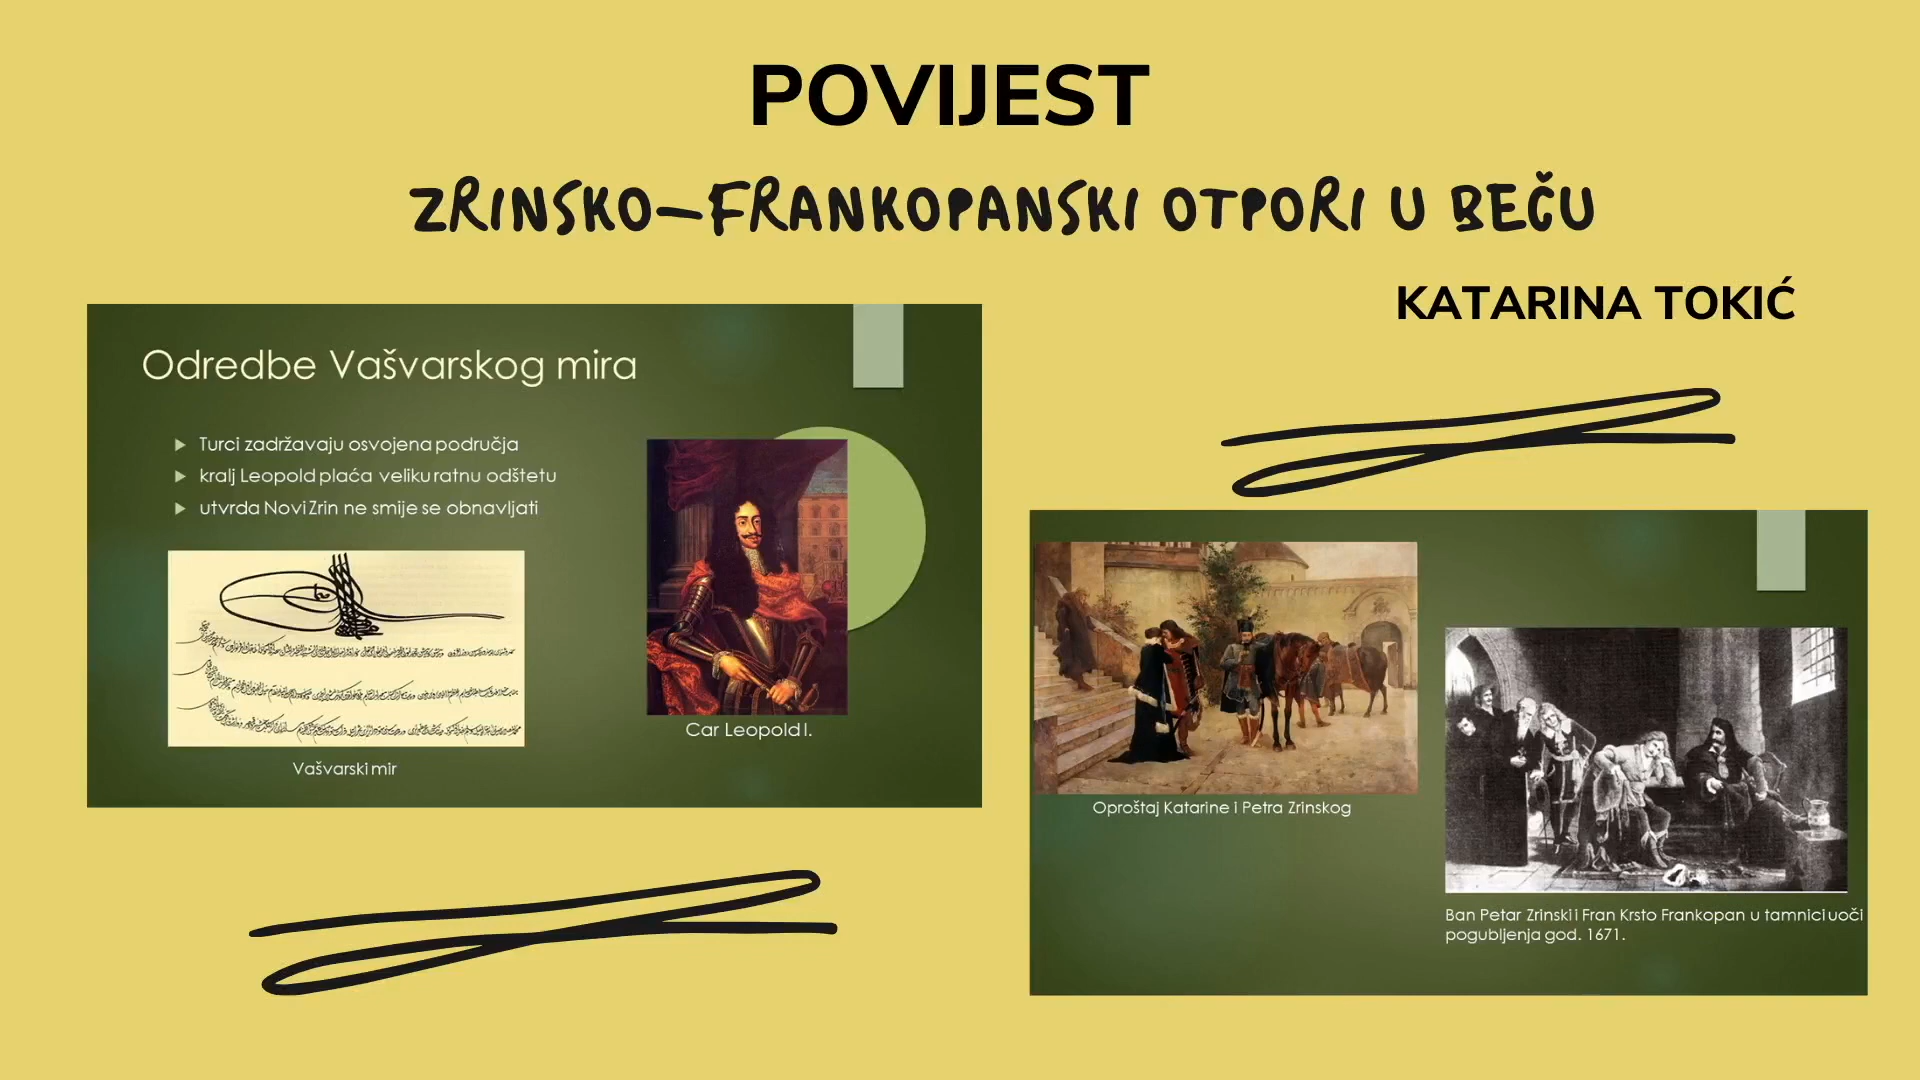 POVIJEST
ZRINSKO-FRANKOPANSKI OTPORI U BEČU
KATARINA TOKIĆ
Odredbe Vašvarskog mira
Turci zadržavaju osvojena područja
kralj Leopold plaća veliku ratnu odštetu
utvrda Novi Zrin ne smije se obnavljati
Vašvarski mir
Car Leopold I.
Oproštaj Katarine i Petra Zrinskog
Ban Petar Zrinski i Fran Krsto Frankopan u tamnici uoči
pogubljenja god. 1671.